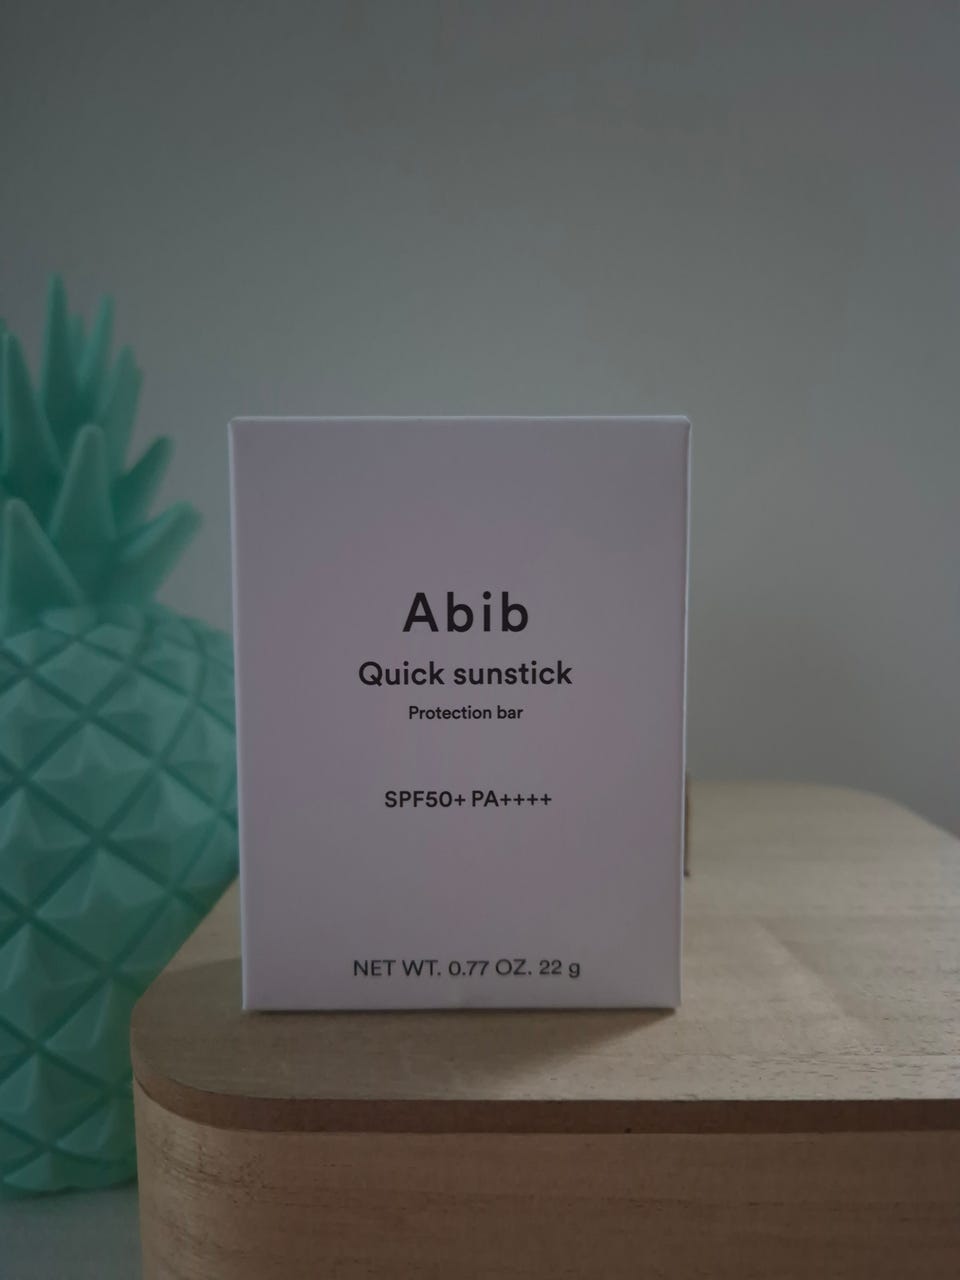 Abib
Quick sunstick
Protection bar
SPF50+ PA++++
NET WT. 0.77 OZ. 22 g